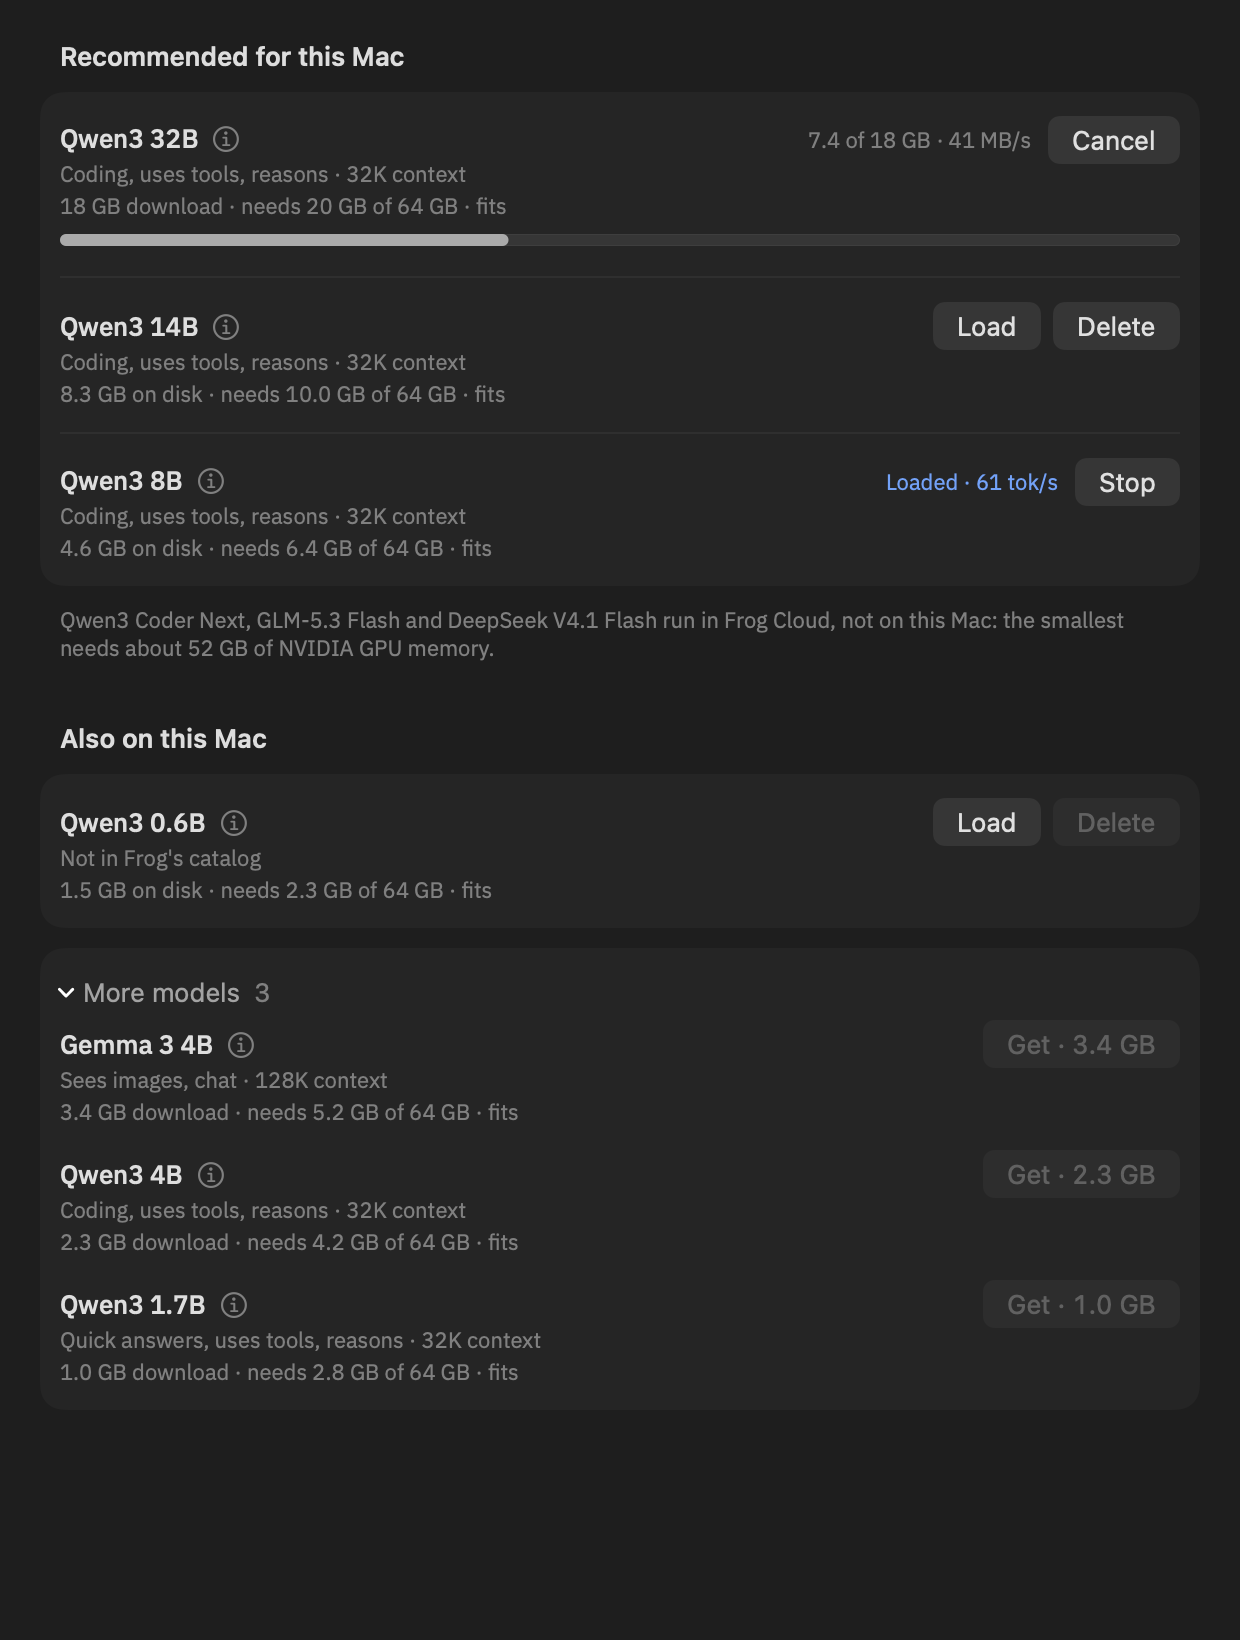 Recommended for this Mac
Qwen3 32B
7.4 of 18 GB · 41 MB/s
Cancel
Coding, uses tools, reasons · 32K context
18 GB download · needs 20 GB of 64 GB · fits
Qwen3 14B
Load
Delete
Coding, uses tools, reasons · 32K context
8.3 GB on disk · needs 10.0 GB of 64 GB · fits
Qwen3 8B
Loaded · 61 tok/s
Stop
Coding, uses tools, reasons · 32K context
4.6 GB on disk · needs 6.4 GB of 64 GB · fits
Qwen3 Coder Next, GLM-5.3 Flash and DeepSeek V4.1 Flash run in Frog Cloud, not on this Mac: the smallest
needs about 52 GB of NVIDIA GPU memory.
Also on this Mac
Qwen3 0.6B
Load
Delete
Not in Frog's catalog
1.5 GB on disk · needs 2.3 GB of 64 GB · fits
More models 3
Gemma 3 4B
Get · 3.4 GB
Sees images, chat · 128K context
3.4 GB download · needs 5.2 GB of 64 GB · fits
Qwen3 4B
Get · 2.3 GB
Coding, uses tools, reasons · 32K context
2.3 GB download · needs 4.2 GB of 64 GB · fits
Qwen3 1.7B
Get · 1.0 GB
Quick answers, uses tools, reasons · 32K context
1.0 GB download · needs 2.8 GB of 64 GB · fits